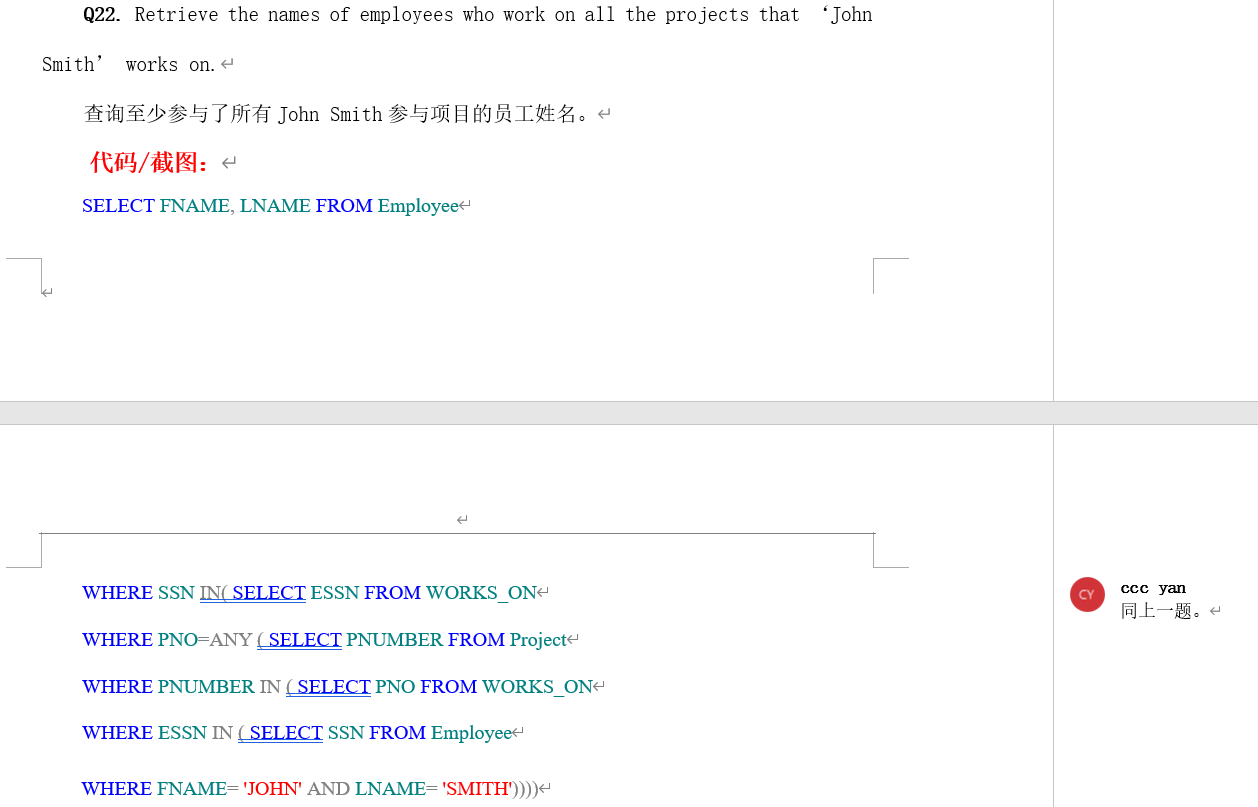 Q22. Retrieve the names of employees who work on all the projects that ‘John
Smith’ works on.↵
查询至少参与了所有 John Smith 参与项目的员工姓名。↵
代码/截图：↵
SELECT FNAME, LNAME FROM Employee↵
↵
↵
WHERE SSN IN( SELECT ESSN FROM WORKS_ON↵
ccc yan
CY
同上一题。↵
WHERE PNO=ANY ( SELECT PNUMBER FROM Project↵
WHERE PNUMBER IN ( SELECT PNO FROM WORKS_ON↵
WHERE ESSN IN ( SELECT SSN FROM Employee↵
WHERE FNAME= 'JOHN' AND LNAME= 'SMITH'))))↵